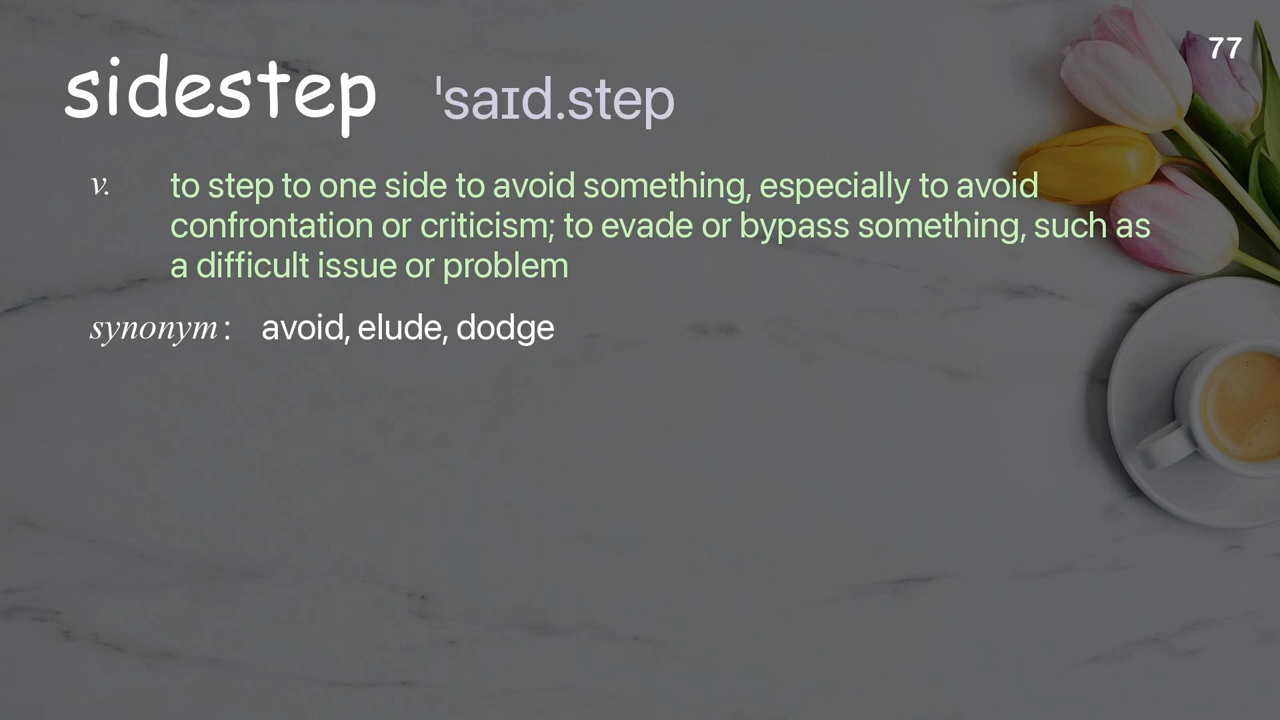 77
sidestep ˈsaɪd.step
v. to step to one side to avoid something, especially to avoid
confrontation or criticism; to evade or bypass something, such as
a difficult issue or problem
synonym: avoid, elude, dodge